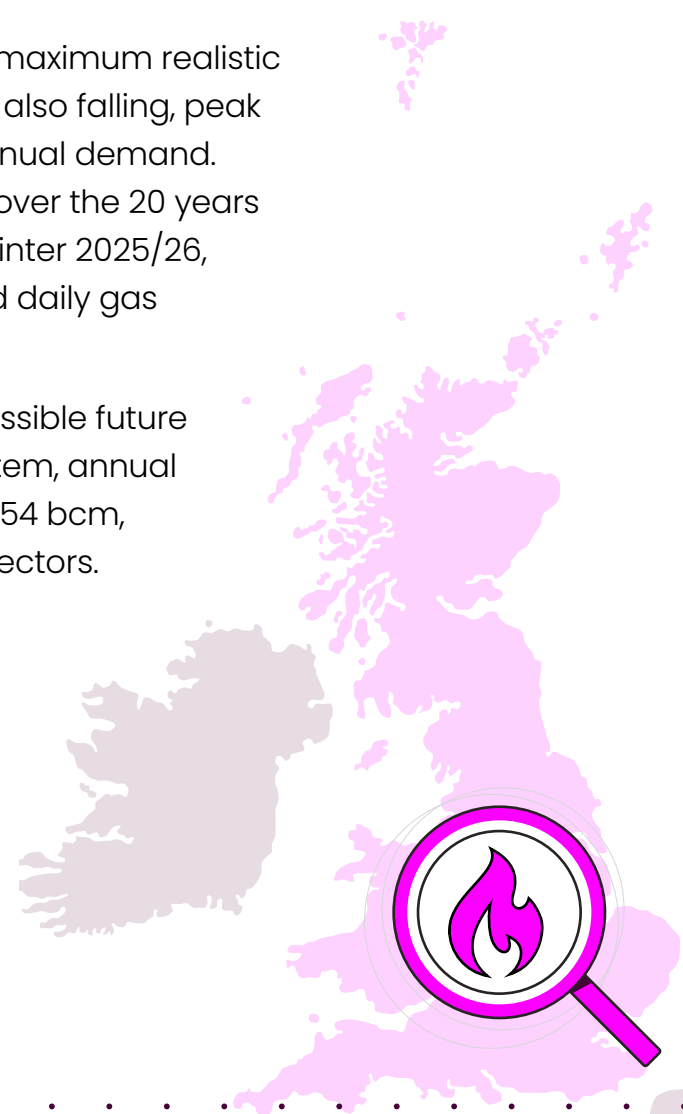 maximum realistic
also falling, peak
nual demand.
over the 20 years
inter 2025/26,
d daily gas
ssible future
tem, annual
54 bcm,
ectors.